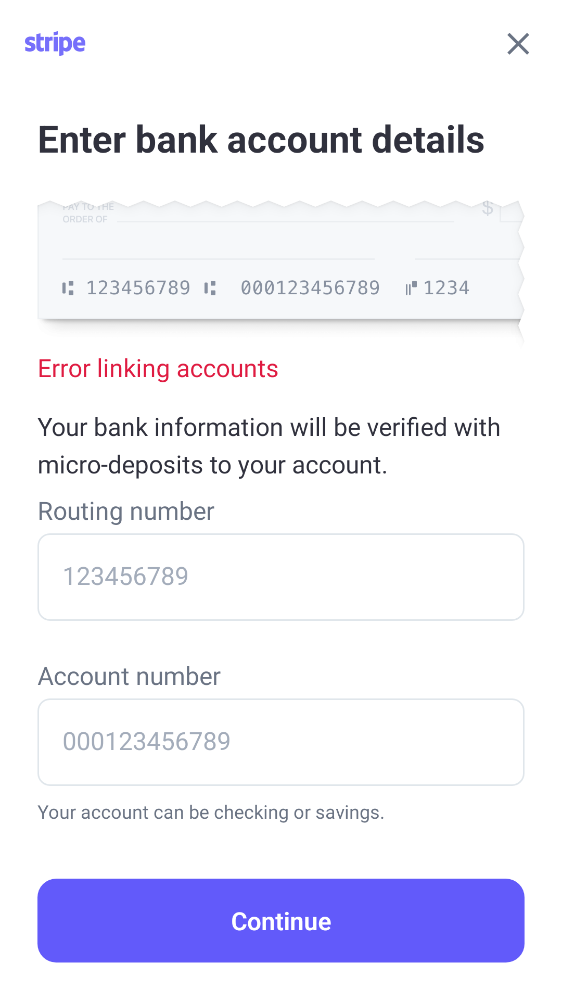 stripe
Enter bank account details
PAY TO THE
ORDER OF
$
⑆ 123456789 ⑆ 000123456789 ⑈ 1234
Error linking accounts
Your bank information will be verified with
micro-deposits to your account.
Routing number
123456789
Account number
000123456789
Your account can be checking or savings.
Continue